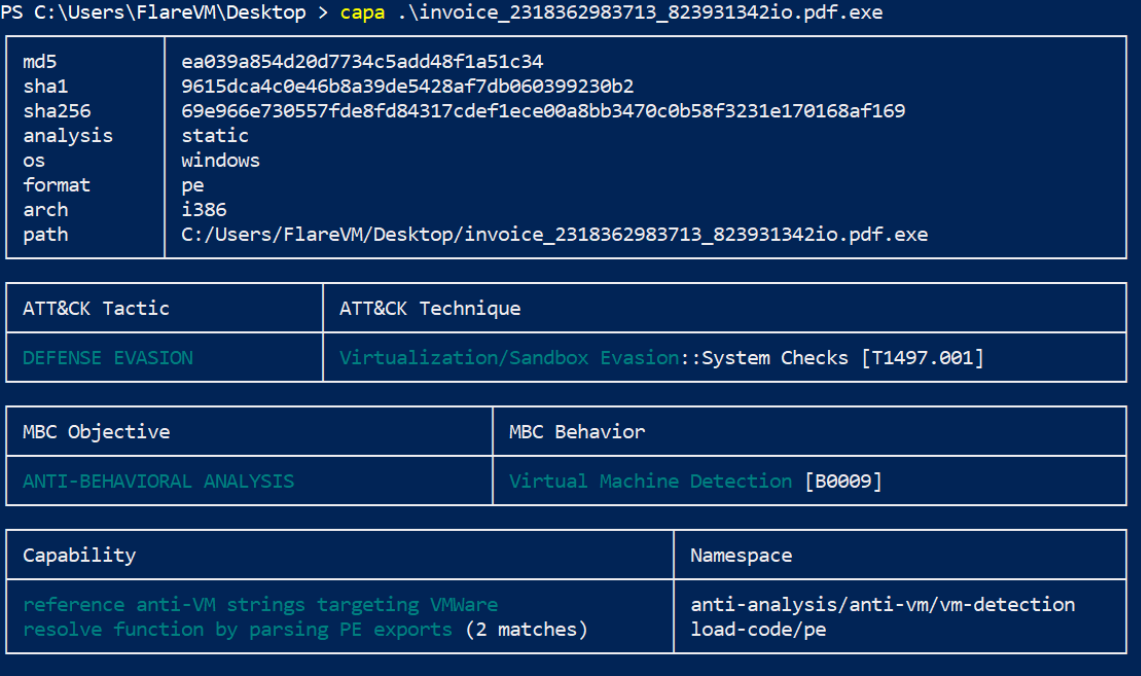 PS C:\Users\FlareVM\Desktop > capa .\invoice_2318362983713_823931342io.pdf.exe
md5 ea039a854d20d7734c5add48f1a51c34
sha1 9615dca4c0e46b8a39de5428af7db060399230b2
sha256 69e966e730557fde8fd84317cdef1ece00a8bb3470c0b58f3231e170168af169
analysis static
os windows
format pe
arch i386
path C:/Users/FlareVM/Desktop/invoice_2318362983713_823931342io.pdf.exe
ATT&CK Tactic ATT&CK Technique
DEFENSE EVASION Virtualization/Sandbox Evasion::System Checks [T1497.001]
MBC Objective MBC Behavior
ANTI-BEHAVIORAL ANALYSIS Virtual Machine Detection [B0009]
Capability Namespace
reference anti-VM strings targeting VMWare anti-analysis/anti-vm/vm-detection
resolve function by parsing PE exports (2 matches) load-code/pe